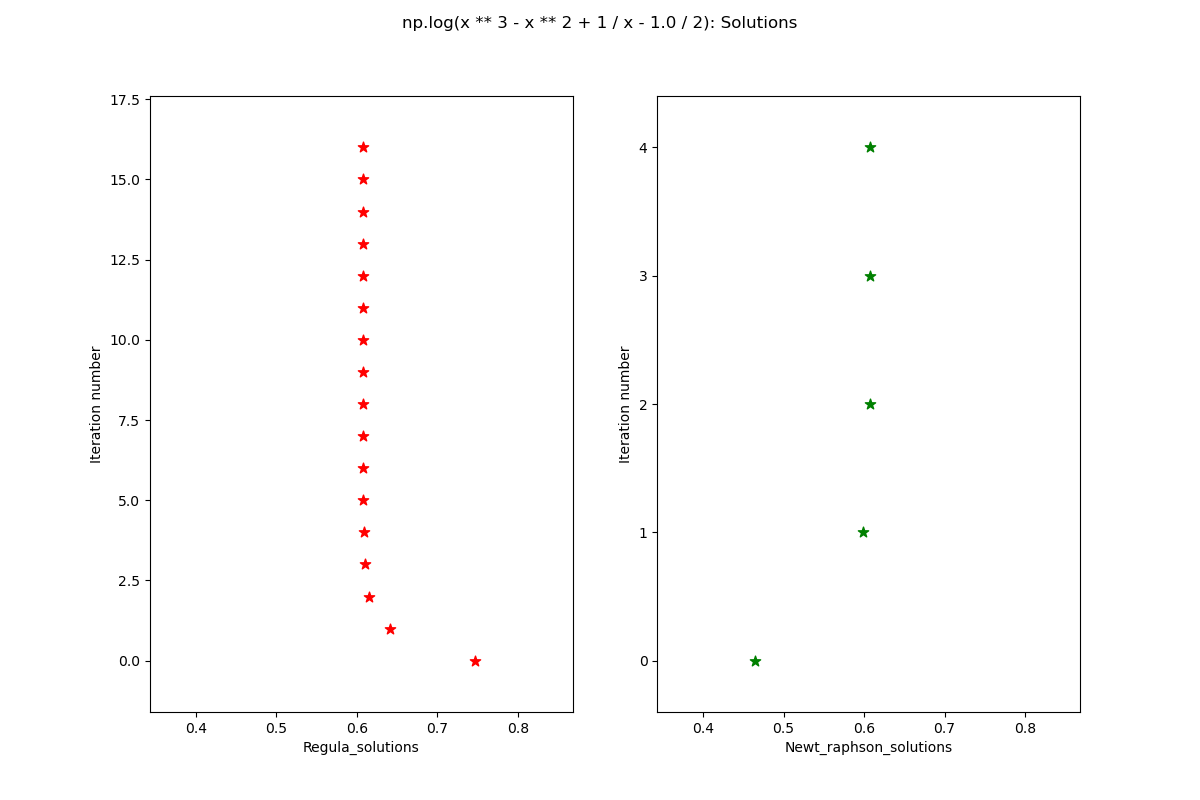 np.log(x ** 3 - x ** 2 + 1 / x - 1.0 / 2): Solutions
17.5
15.0
12.5
10.0
7.5
5.0
2.5
0.0
Iteration number
0.4 0.5 0.6 0.7 0.8
Regula_solutions
4
3
2
1
0
Iteration number
0.4 0.5 0.6 0.7 0.8
Newt_raphson_solutions